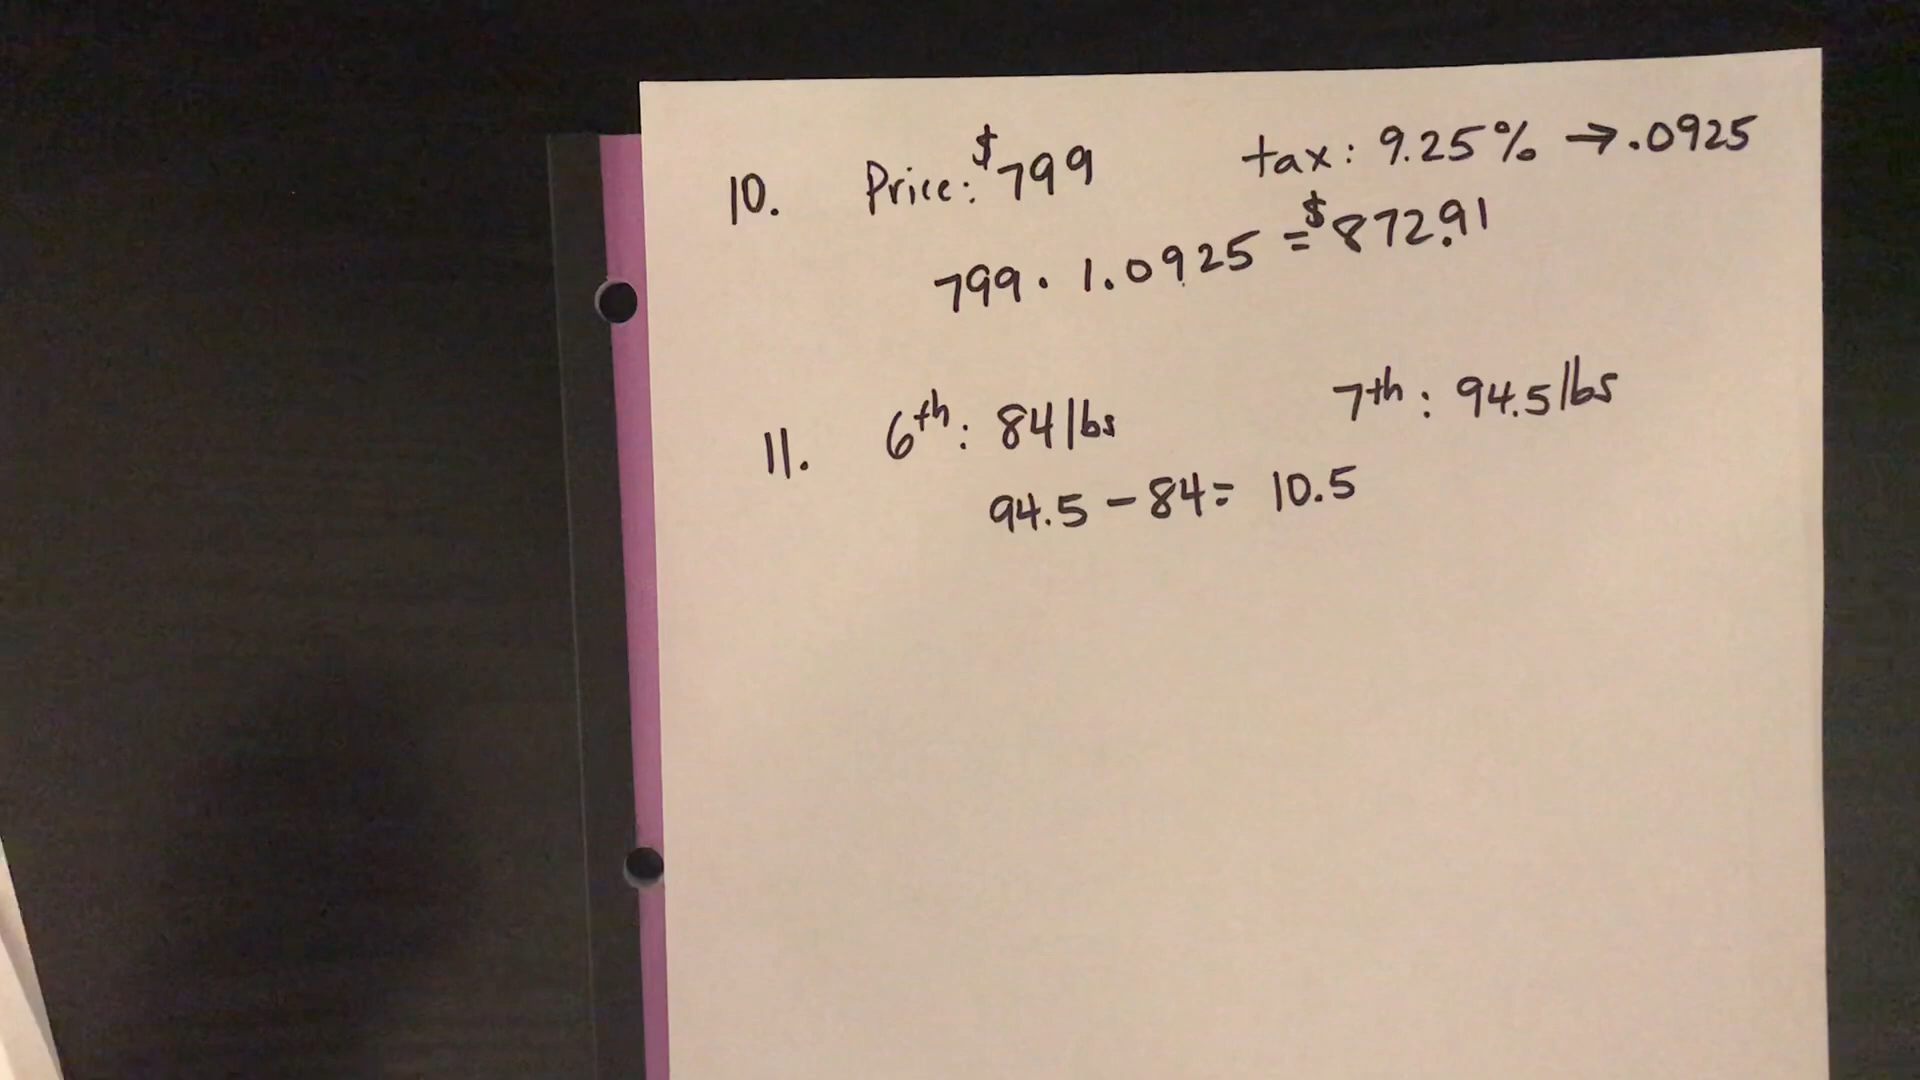 10. Price: $799 tax: 9.25% → .0925
799 · 1.0925 = $872.91
11. 6th: 84 lbs 7th: 94.5 lbs
94.5 - 84 = 10.5